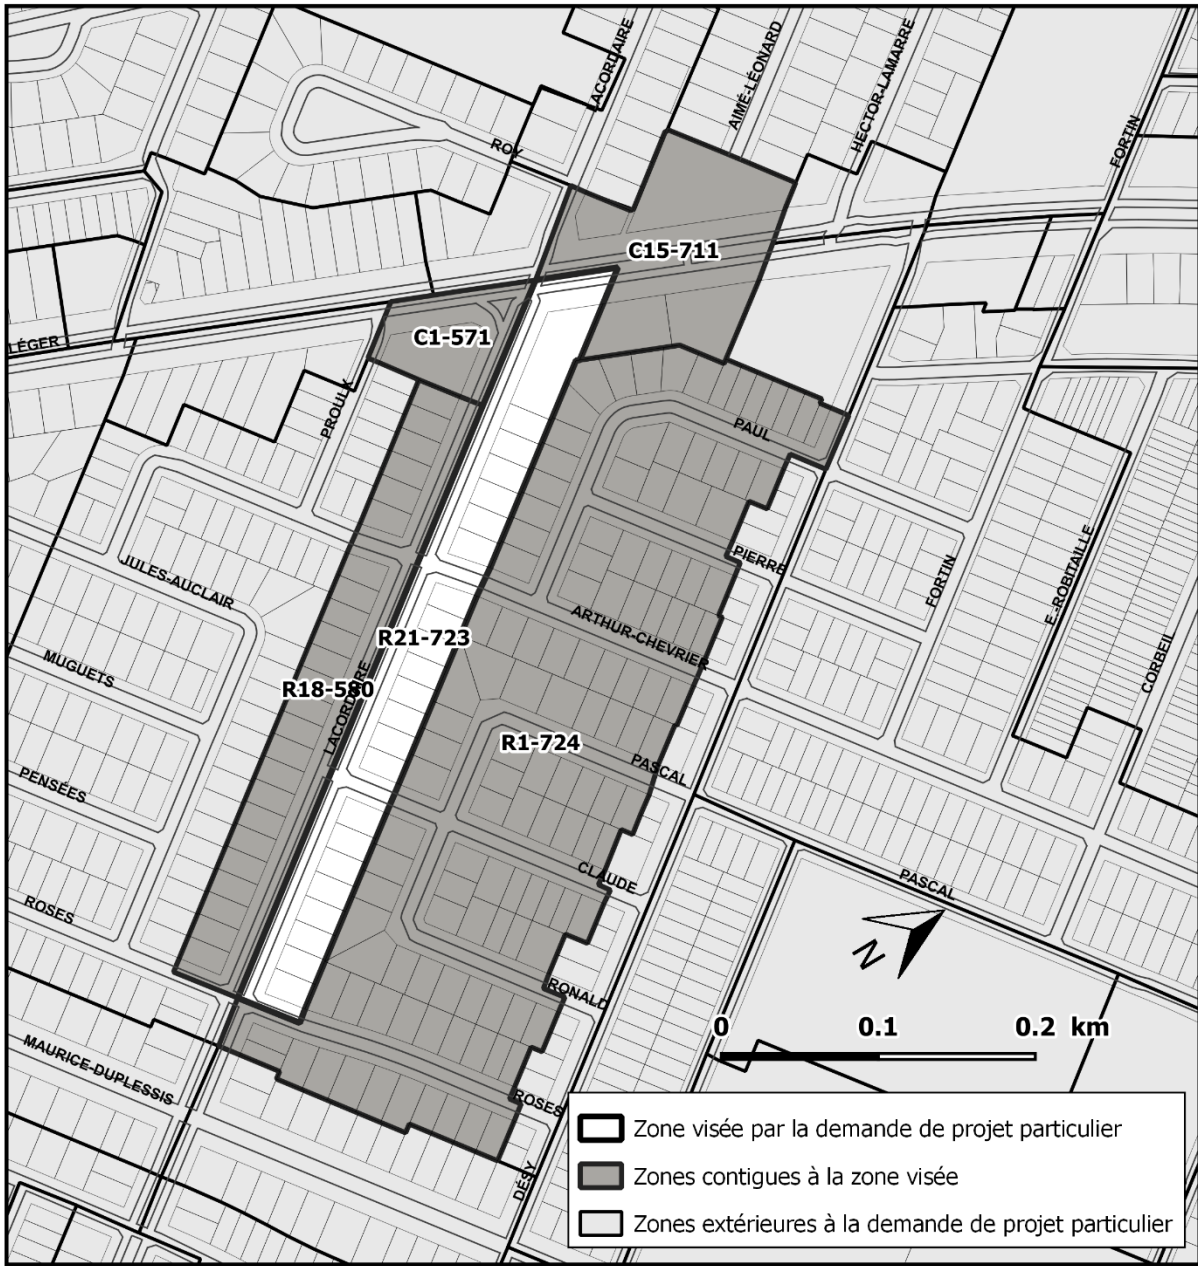 LACORDAIRE
AIMÉ-LÉONARD
HECTOR-LAMARRE
FORTIN
ROY
C15-711
LÉGER
C1-571
PROULX
PAUL
JULES-AUCLAIR
PIERRE
FORTIN
E.-ROBITAILLE
ARTHUR-CHEVRIER
R21-723
MUGUETS
CORBEIL
R18-580
LACORDAIRE
R1-724
PASCAL
PENSÉES
CLAUDE
PASCAL
ROSES
N
RONALD
0 0.1 0.2 km
MAURICE-DUPLESSIS
ROSES
DÉSY
Zone visée par la demande de projet particulier
Zones contigues à la zone visée
Zones extérieures à la demande de projet particulier